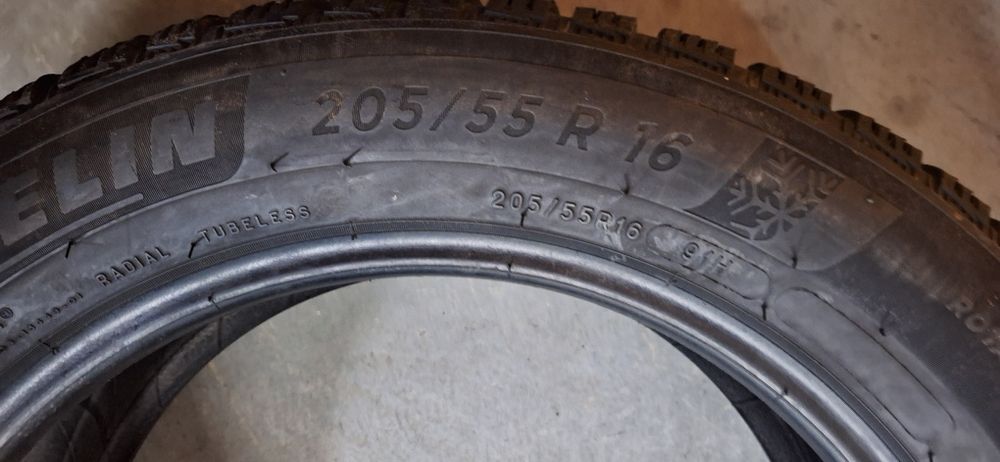 ELIN
205/55 R 16
RADIAL TUBELESS
205/55R16 91H